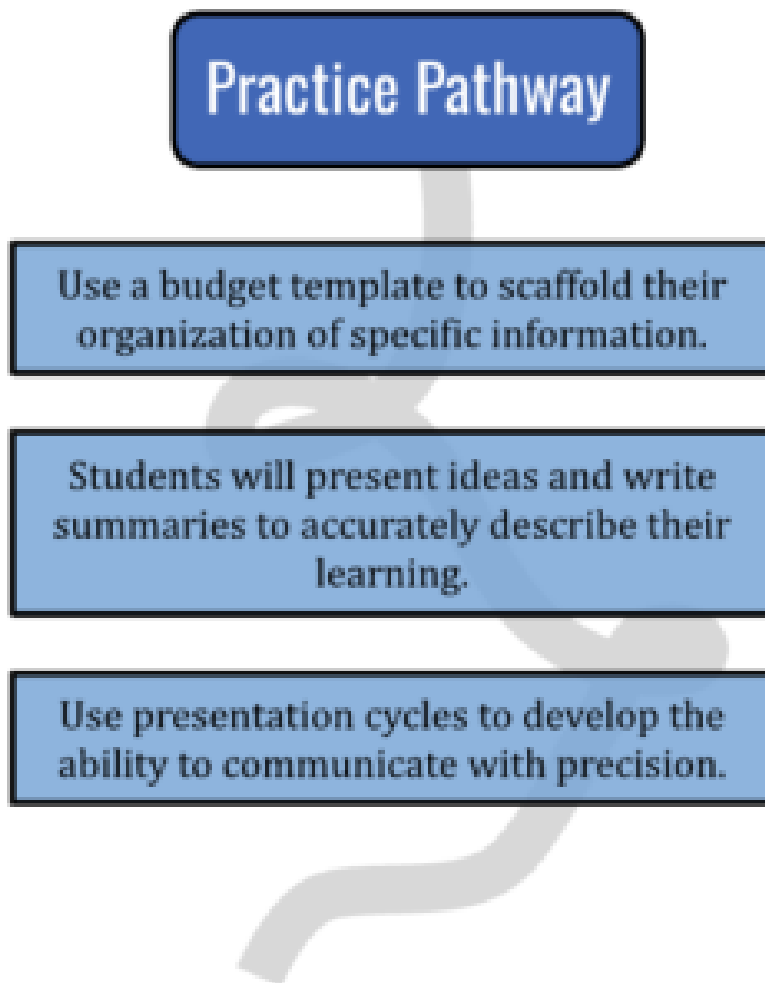 Practice Pathway
Use a budget template to scaffold their
organization of specific information.
Students will present ideas and write
summaries to accurately describe their
learning.
Use presentation cycles to develop the
ability to communicate with precision.